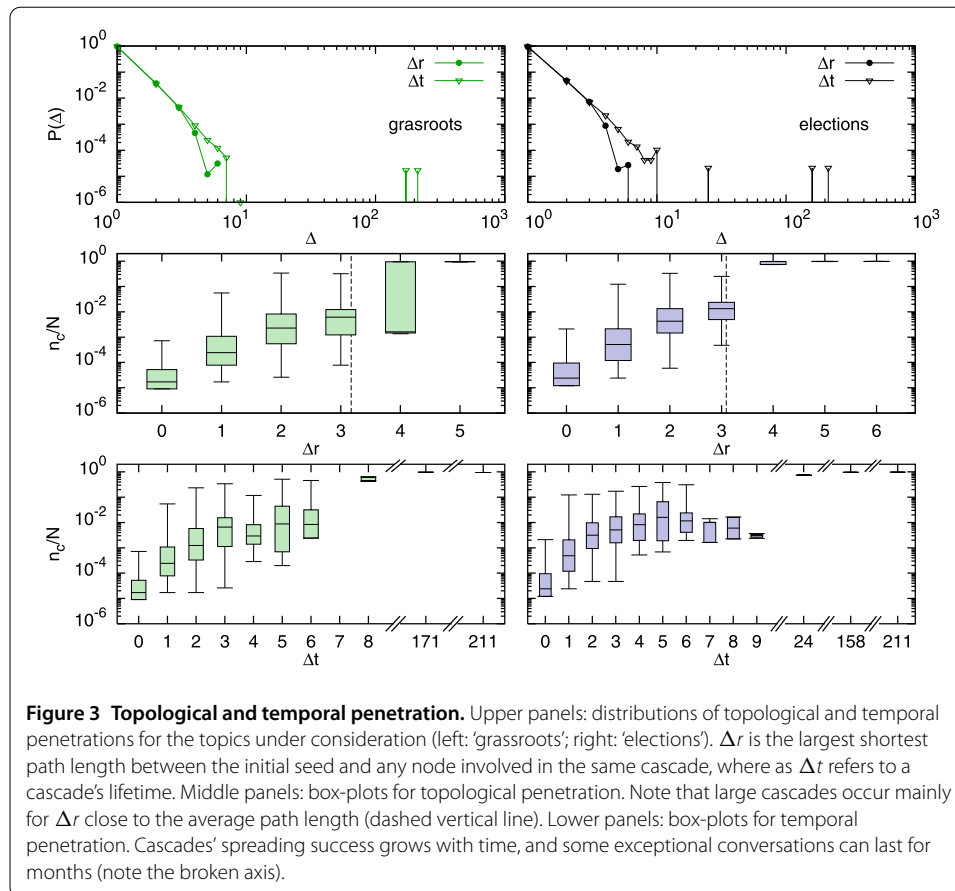 10^0
10^-2
10^-4
10^-6
P(Δ)
Δr
Δt
grasroots
10^0 10^1 10^2 10^3
Δ
Δr
Δt
elections
10^0 10^1 10^2 10^3
Δ
10^0
10^-2
10^-4
10^-6
n_c/N
0 1 2 3 4 5
Δr
0 1 2 3 4 5 6
Δr
10^0
10^-2
10^-4
10^-6
n_c/N
0 1 2 3 4 5 6 7 8 171 211
Δt
0 1 2 3 4 5 6 7 8 9 24 158 211
Δt
Figure 3 Topological and temporal penetration. Upper panels: distributions of topological and temporal
penetrations for the topics under consideration (left: ‘grasroots’; right: ‘elections’). Δr is the largest shortest
path length between the initial seed and any node involved in the same cascade, where as Δt refers to a
cascade’s lifetime. Middle panels: box-plots for topological penetration. Note that large cascades occur mainly
for Δr close to the average path length (dashed vertical line). Lower panels: box-plots for temporal
penetration. Cascades’ spreading success grows with time, and some exceptional conversations can last for
months (note the broken axis).